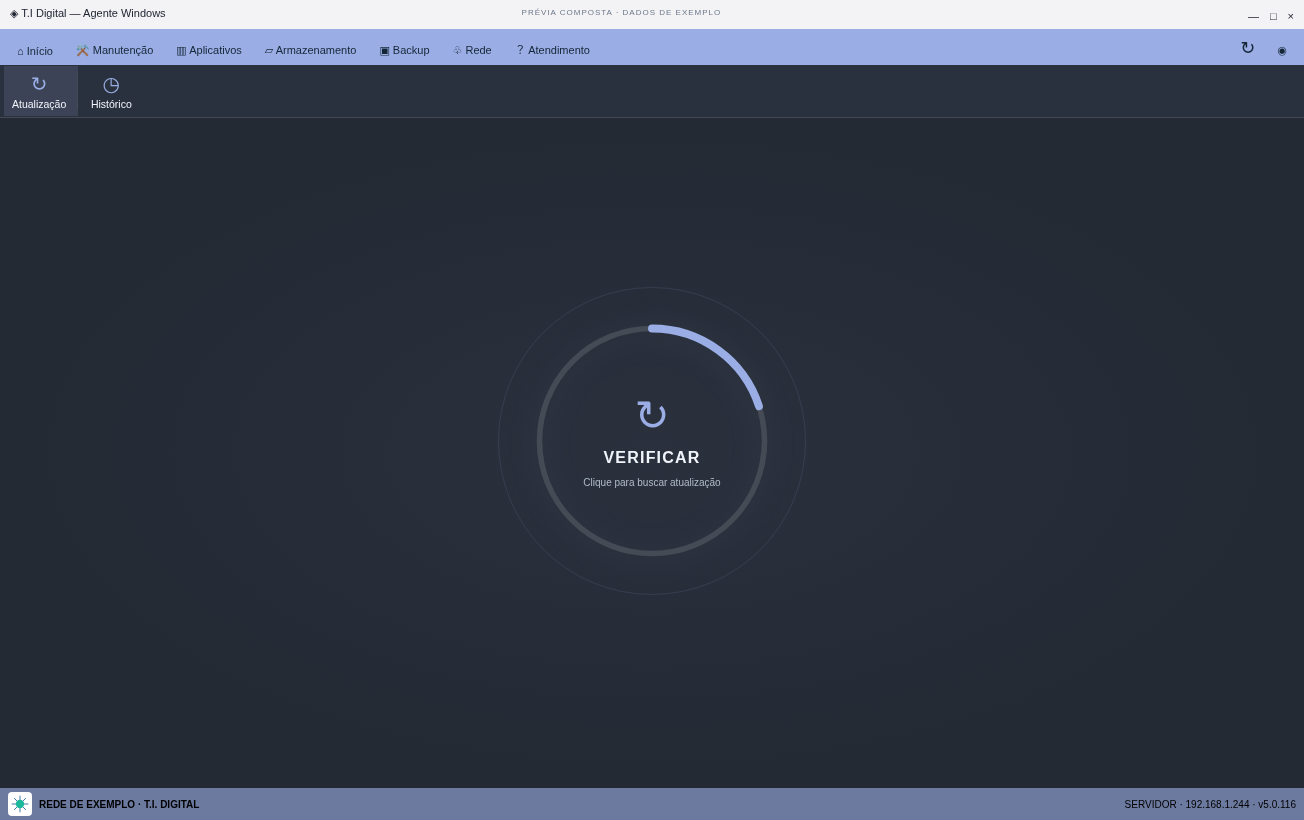 T.I Digital — Agente Windows
PRÉVIA COMPOSTA · DADOS DE EXEMPLO
Início
Manutenção
Aplicativos
Armazenamento
Backup
Rede
? Atendimento
Atualização
Histórico
VERIFICAR
Clique para buscar atualização
REDE DE EXEMPLO · T.I. DIGITAL
SERVIDOR · 192.168.1.244 · v5.0.116